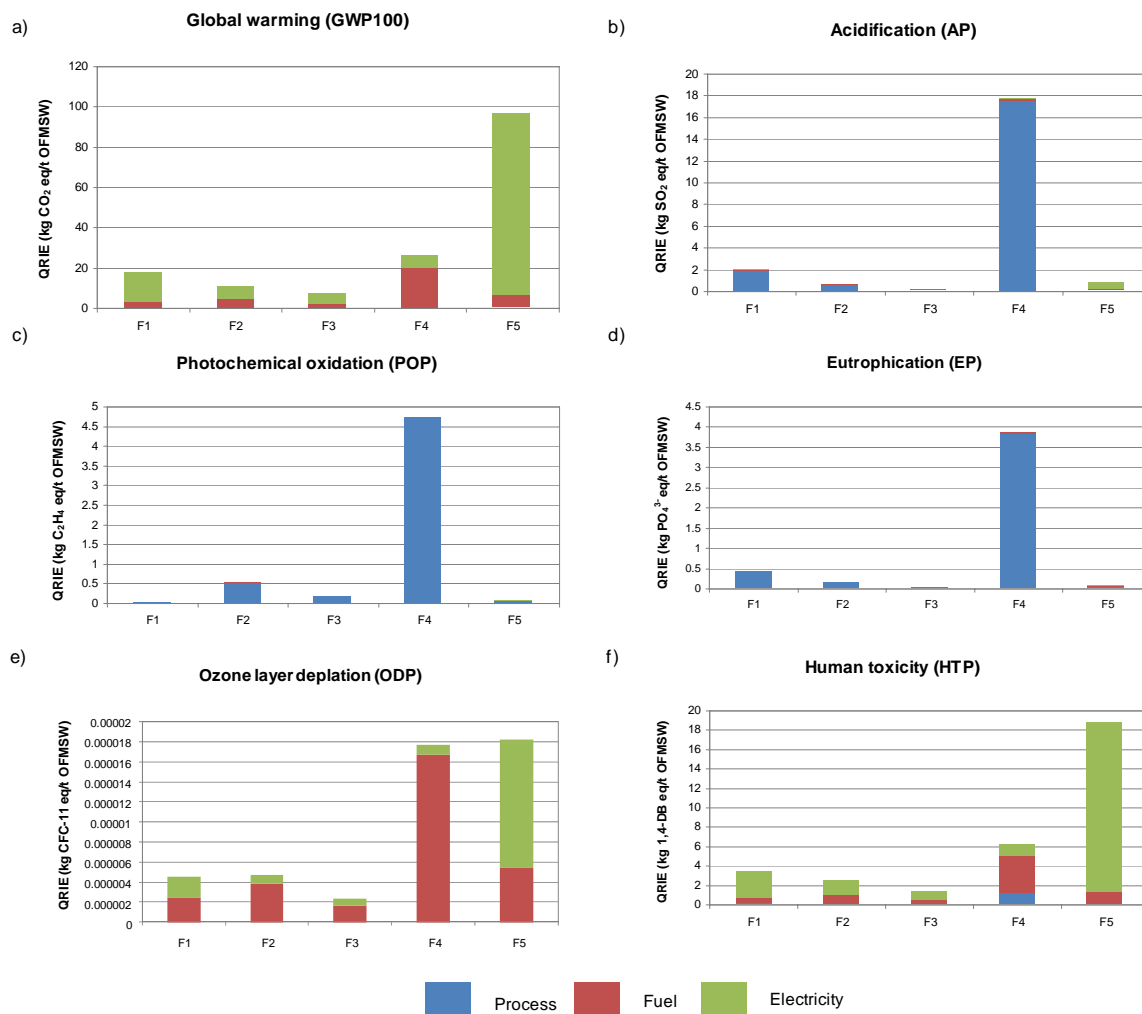 a)
Global warming (GWP100)
QRIE (kg CO₂ eq/t OFMSW)
120
100
80
60
40
20
0
F1 F2 F3 F4 F5
b)
Acidification (AP)
QRIE (kg SO₂ eq/t OFMSW)
20
18
16
14
12
10
8
6
4
2
0
F1 F2 F3 F4 F5
c)
Photochemical oxidation (POP)
QRIE (kg C₂H₄ eq/t OFMSW)
5
4.5
4
3.5
3
2.5
2
1.5
1
0.5
0
F1 F2 F3 F4 F5
d)
Eutrophication (EP)
QRIE (kg PO₄³⁻ eq/t OFMSW)
4.5
4
3.5
3
2.5
2
1.5
1
0.5
0
F1 F2 F3 F4 F5
e)
Ozone layer deplation (ODP)
QRIE (kg CFC-11 eq/t OFMSW)
0.00002
0.000018
0.000016
0.000014
0.000012
0.00001
0.000008
0.000006
0.000004
0.000002
0
F1 F2 F3 F4 F5
f)
Human toxicity (HTP)
QRIE (kg 1,4-DB eq/t OFMSW)
20
18
16
14
12
10
8
6
4
2
0
F1 F2 F3 F4 F5
Process Fuel Electricity